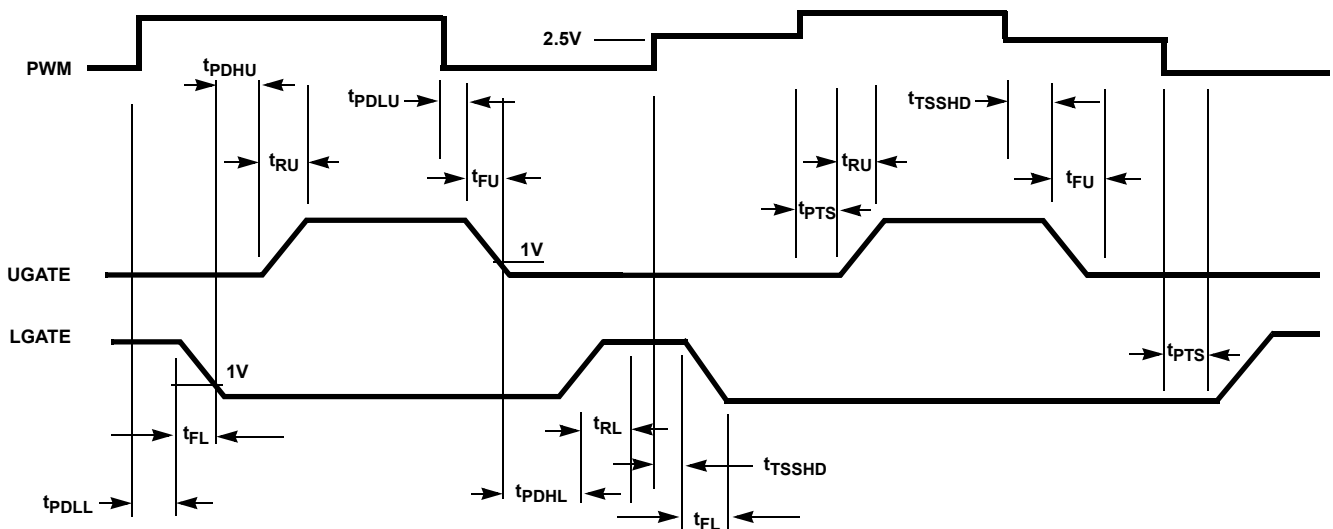 2.5V
PWM
tPDHU
tPDLU
tTSSHD
tRU
tRU
tFU
tFU
tPTS
1V
UGATE
LGATE
tPTS
1V
tRL
tFL
tTSSHD
tPDHL
tPDLL
tFL